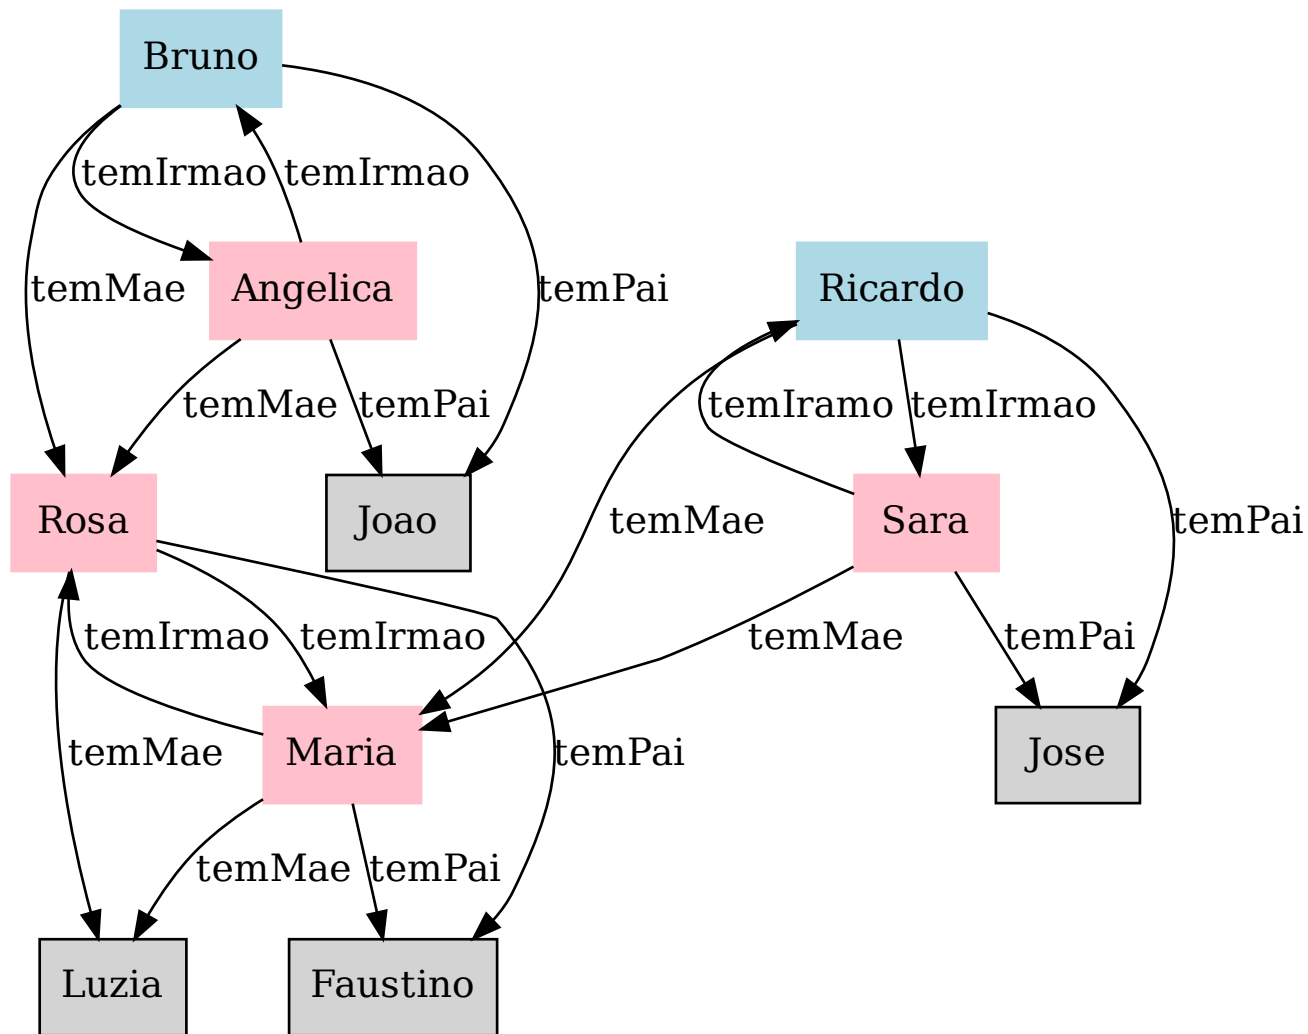 Bruno
temIrmao
temIrmao
temMae
Angelica
temPai
Ricardo
temMae
temPai
temIramo
temIrmao
Rosa
Joao
temMae
Sara
temPai
temIrmao
temIrmao
temMae
temPai
temMae
Maria
temPai
Jose
temMae
temPai
Luzia
Faustino